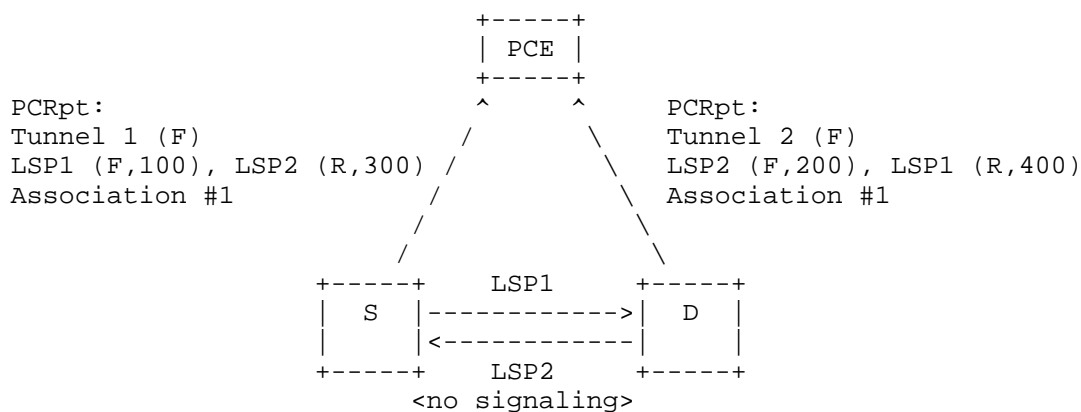 PCE
PCRpt: PCRpt:
Tunnel 1 (F) Tunnel 2 (F)
LSP1 (F,100), LSP2 (R,300) LSP2 (F,200), LSP1 (R,400)
Association #1 Association #1
LSP1
S D
LSP2
<no signaling>